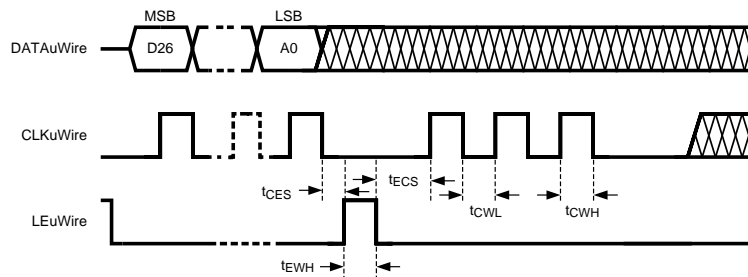 MSB LSB
DATAuWire D26 A0
CLKuWire
tECS
tCES tCWL tCWH
LEuWire
tEWH